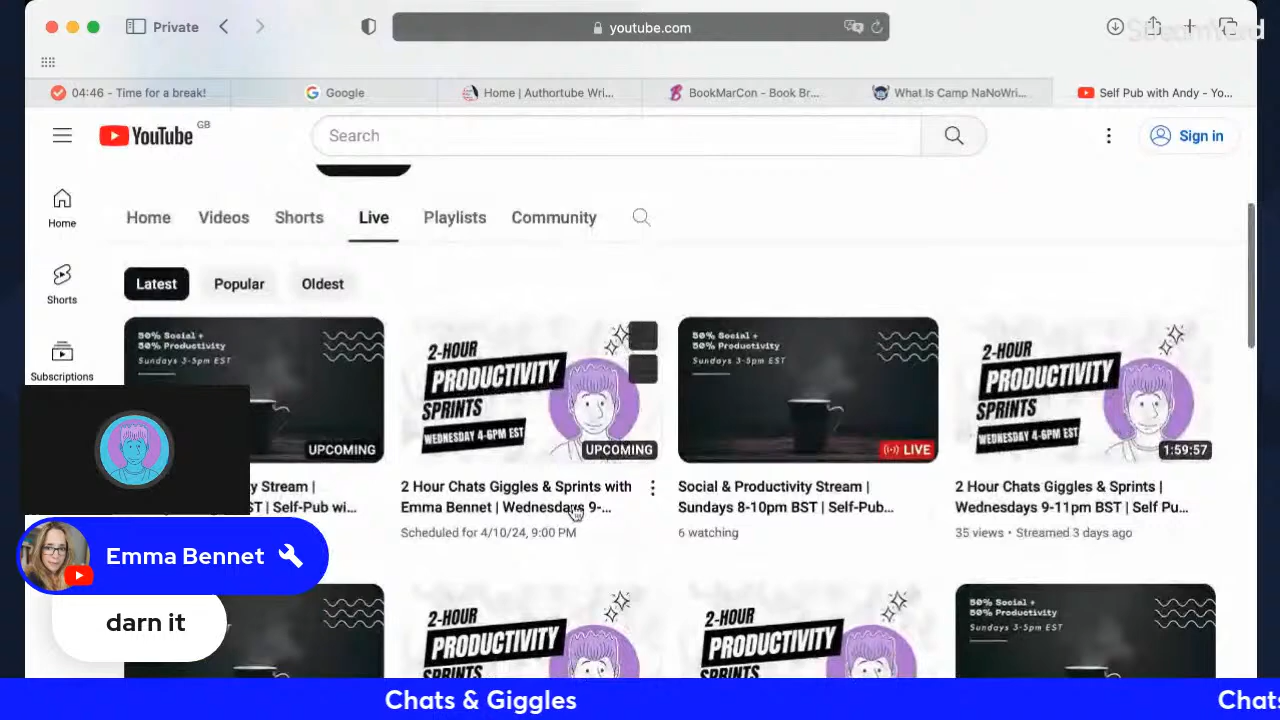 Private
youtube.com
StreamYard
04:46 - Time for a break!
Google
Home | Authortube Wri...
BookMarCon - Book Br...
What Is Camp NaNoWri...
Self Pub with Andy - Yo...
YouTube GB
Search
Sign in
Home
Videos
Shorts
Live
Playlists
Community
Home
Shorts
Subscriptions
Latest
Popular
Oldest
50% Social +
50% Productivity
Sundays 3-5pm EST
UPCOMING
2-HOUR
PRODUCTIVITY
SPRINTS
WEDNESDAY 4-6PM EST
UPCOMING
50% Social +
50% Productivity
Sundays 3-5pm EST
LIVE
2-HOUR
PRODUCTIVITY
SPRINTS
WEDNESDAY 4-6PM EST
1:59:57
y Stream |
ST | Self-Pub wi...
2 Hour Chats Giggles & Sprints with
Emma Bennet | Wednesdays 9-...
Scheduled for 4/10/24, 9:00 PM
Social & Productivity Stream |
Sundays 8-10pm BST | Self-Pub...
6 watching
2 Hour Chats Giggles & Sprints |
Wednesdays 9-11pm BST | Self Pu...
35 views • Streamed 3 days ago
Emma Bennet
darn it
2-HOUR
PRODUCTIVITY
SPRINTS
2-HOUR
PRODUCTIVITY
SPRINTS
50% Social +
50% Productivity
Sundays 3-5pm EST
Chats & Giggles
Chats